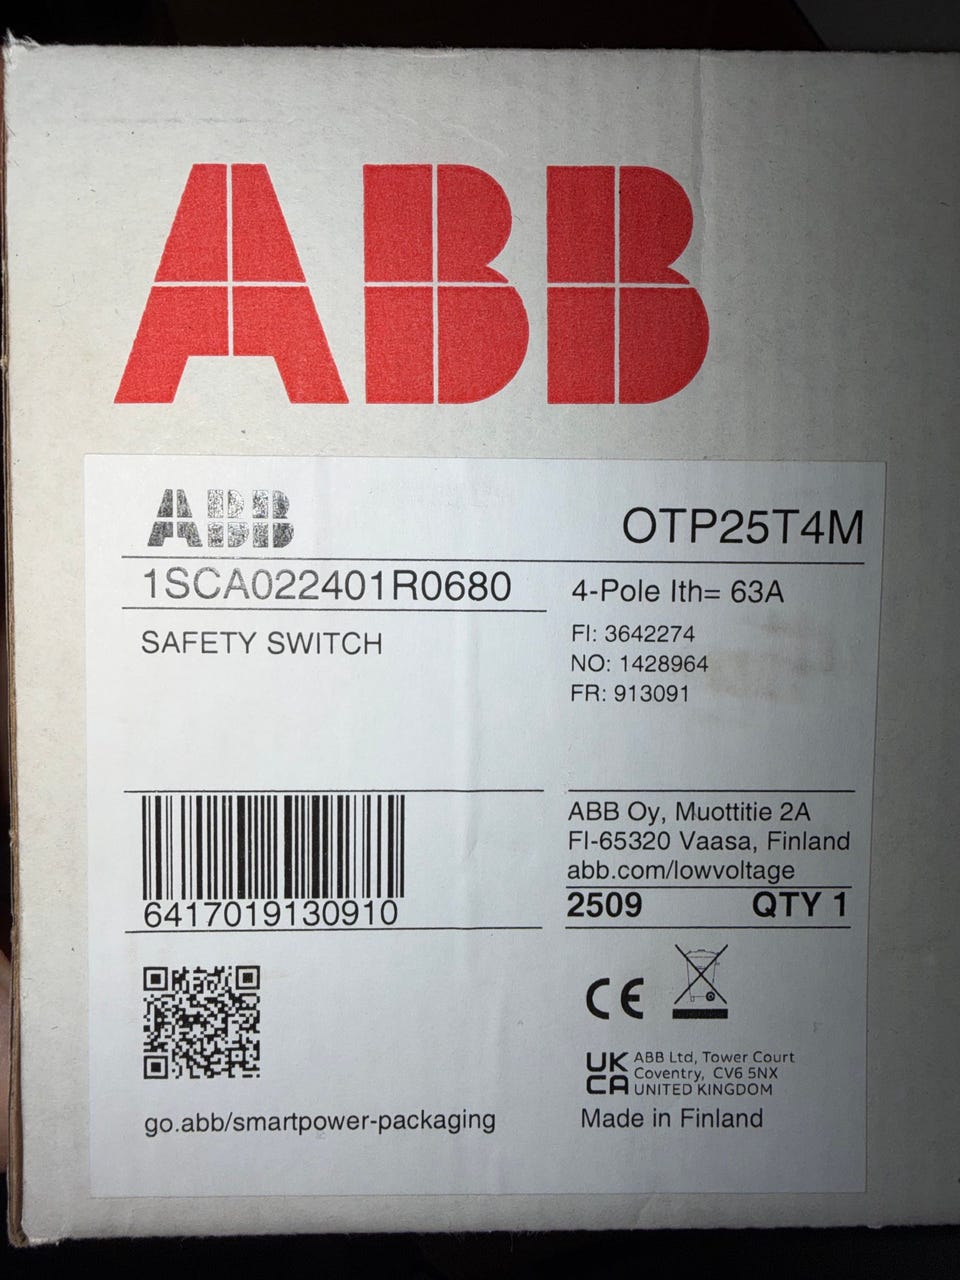 ABB
ABB
OTP25T4M
1SCA022401R0680
4-Pole Ith= 63A
SAFETY SWITCH
FI: 3642274
NO: 1428964
FR: 913091
ABB Oy, Muottitie 2A
FI-65320 Vaasa, Finland
abb.com/lowvoltage
2509 QTY 1
6417019130910
CE
UK
CA
ABB Ltd, Tower Court
Coventry, CV6 5NX
UNITED KINGDOM
go.abb/smartpower-packaging
Made in Finland